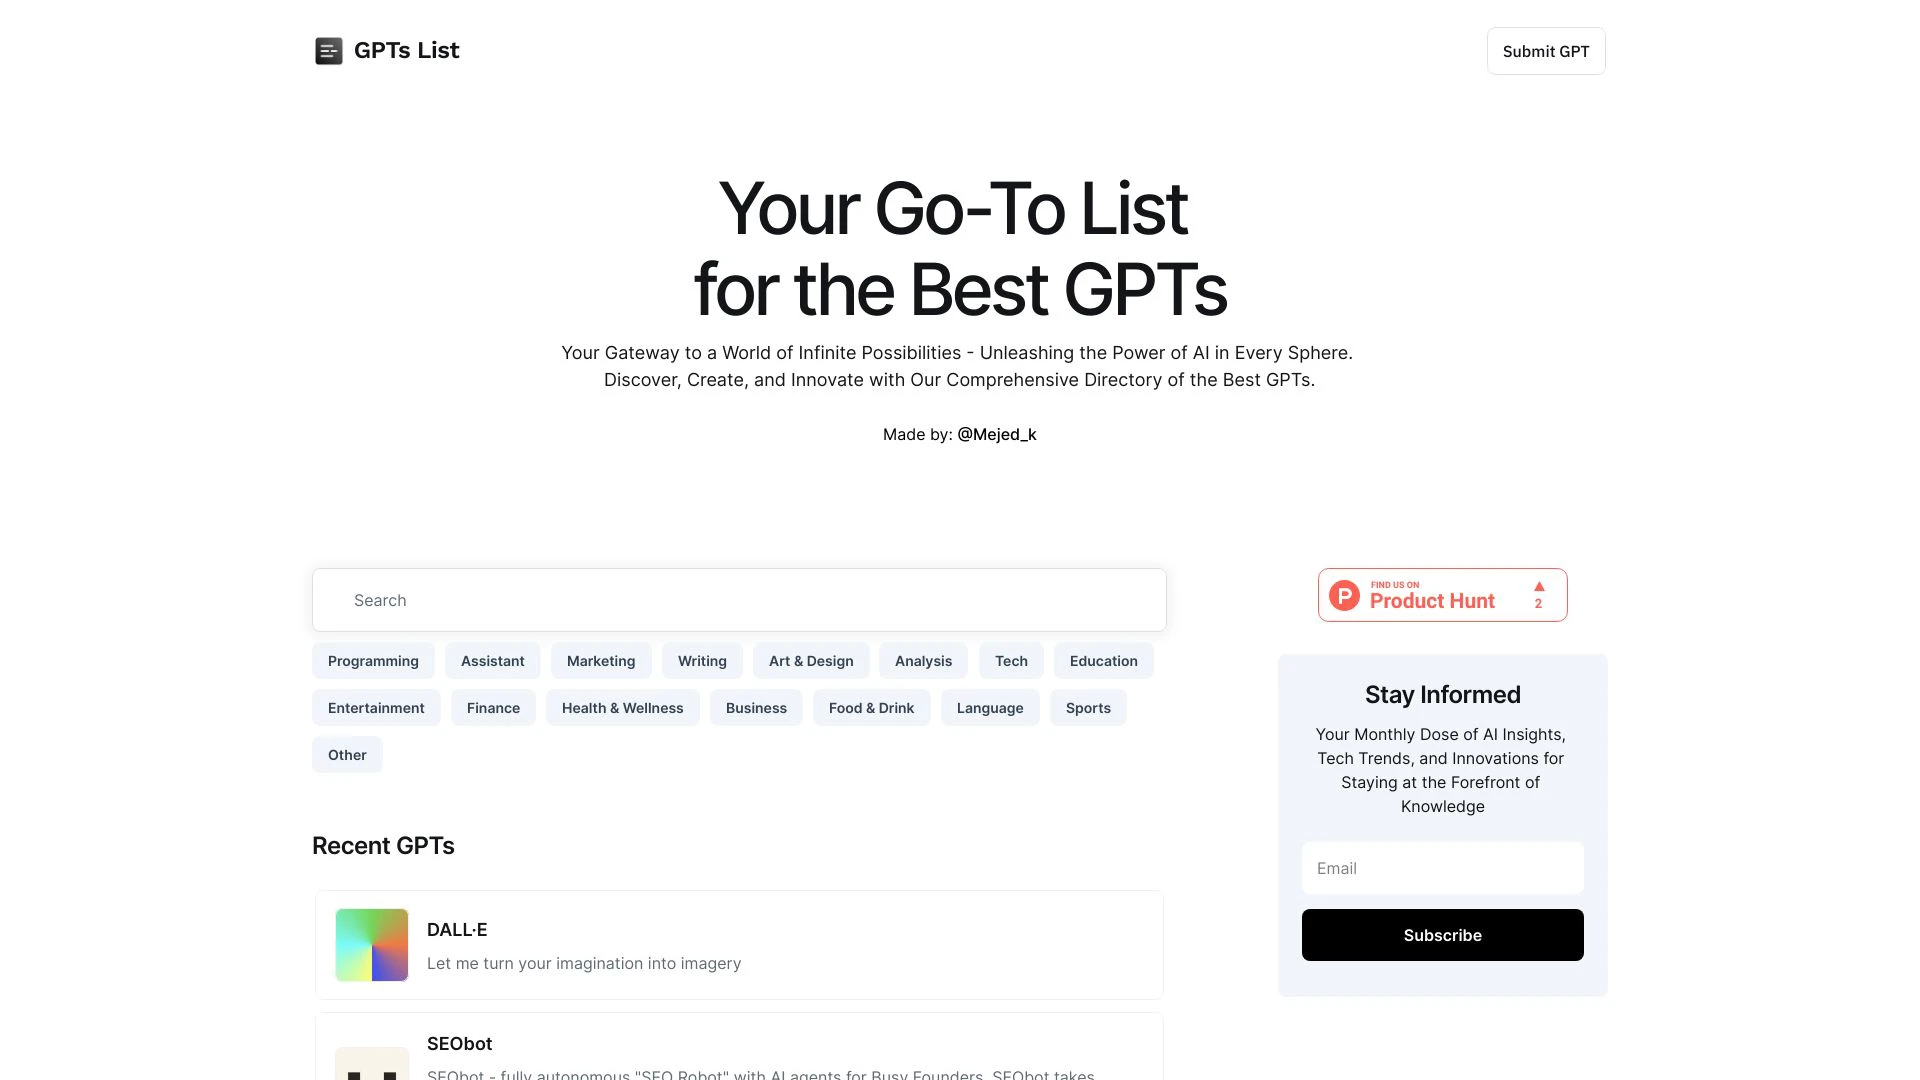 GPTs List
Submit GPT
Your Go-To List
for the Best GPTs
Your Gateway to a World of Infinite Possibilities - Unleashing the Power of AI in Every Sphere.
Discover, Create, and Innovate with Our Comprehensive Directory of the Best GPTs.
Made by: @Mejed_k
Search
Programming Assistant Marketing Writing Art & Design Analysis Tech Education
Entertainment Finance Health & Wellness Business Food & Drink Language Sports
Other
FIND US ON
Product Hunt
▲
2
Stay Informed
Your Monthly Dose of AI Insights,
Tech Trends, and Innovations for
Staying at the Forefront of
Knowledge
Email
Subscribe
Recent GPTs
DALL·E
Let me turn your imagination into imagery
SEObot
SEObot - fully autonomous "SEO Robot" with AI agents for Busy Founders. SEObot takes